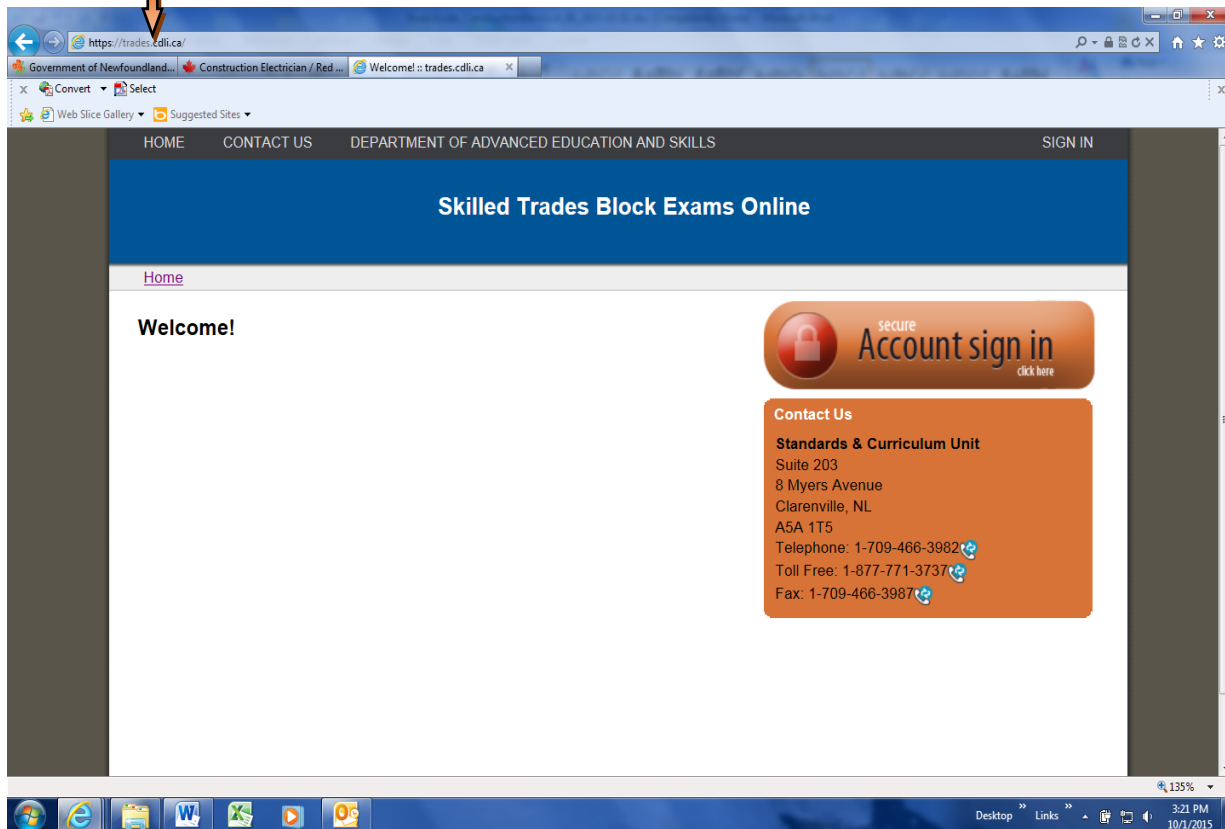 https://trades.cdli.ca/
Government of Newfoundland...
Construction Electrician / Red ...
Welcome! :: trades.cdli.ca
x
Convert
Select
x
Web Slice Gallery
Suggested Sites
HOME
CONTACT US
DEPARTMENT OF ADVANCED EDUCATION AND SKILLS
SIGN IN
Skilled Trades Block Exams Online
Home
Welcome!
secure
Account sign in
click here
Contact Us
Standards & Curriculum Unit
Suite 203
8 Myers Avenue
Clarenville, NL
A5A 1T5
Telephone: 1-709-466-3982
Toll Free: 1-877-771-3737
Fax: 1-709-466-3987
135%
Desktop
Links
3:21 PM
10/1/2015